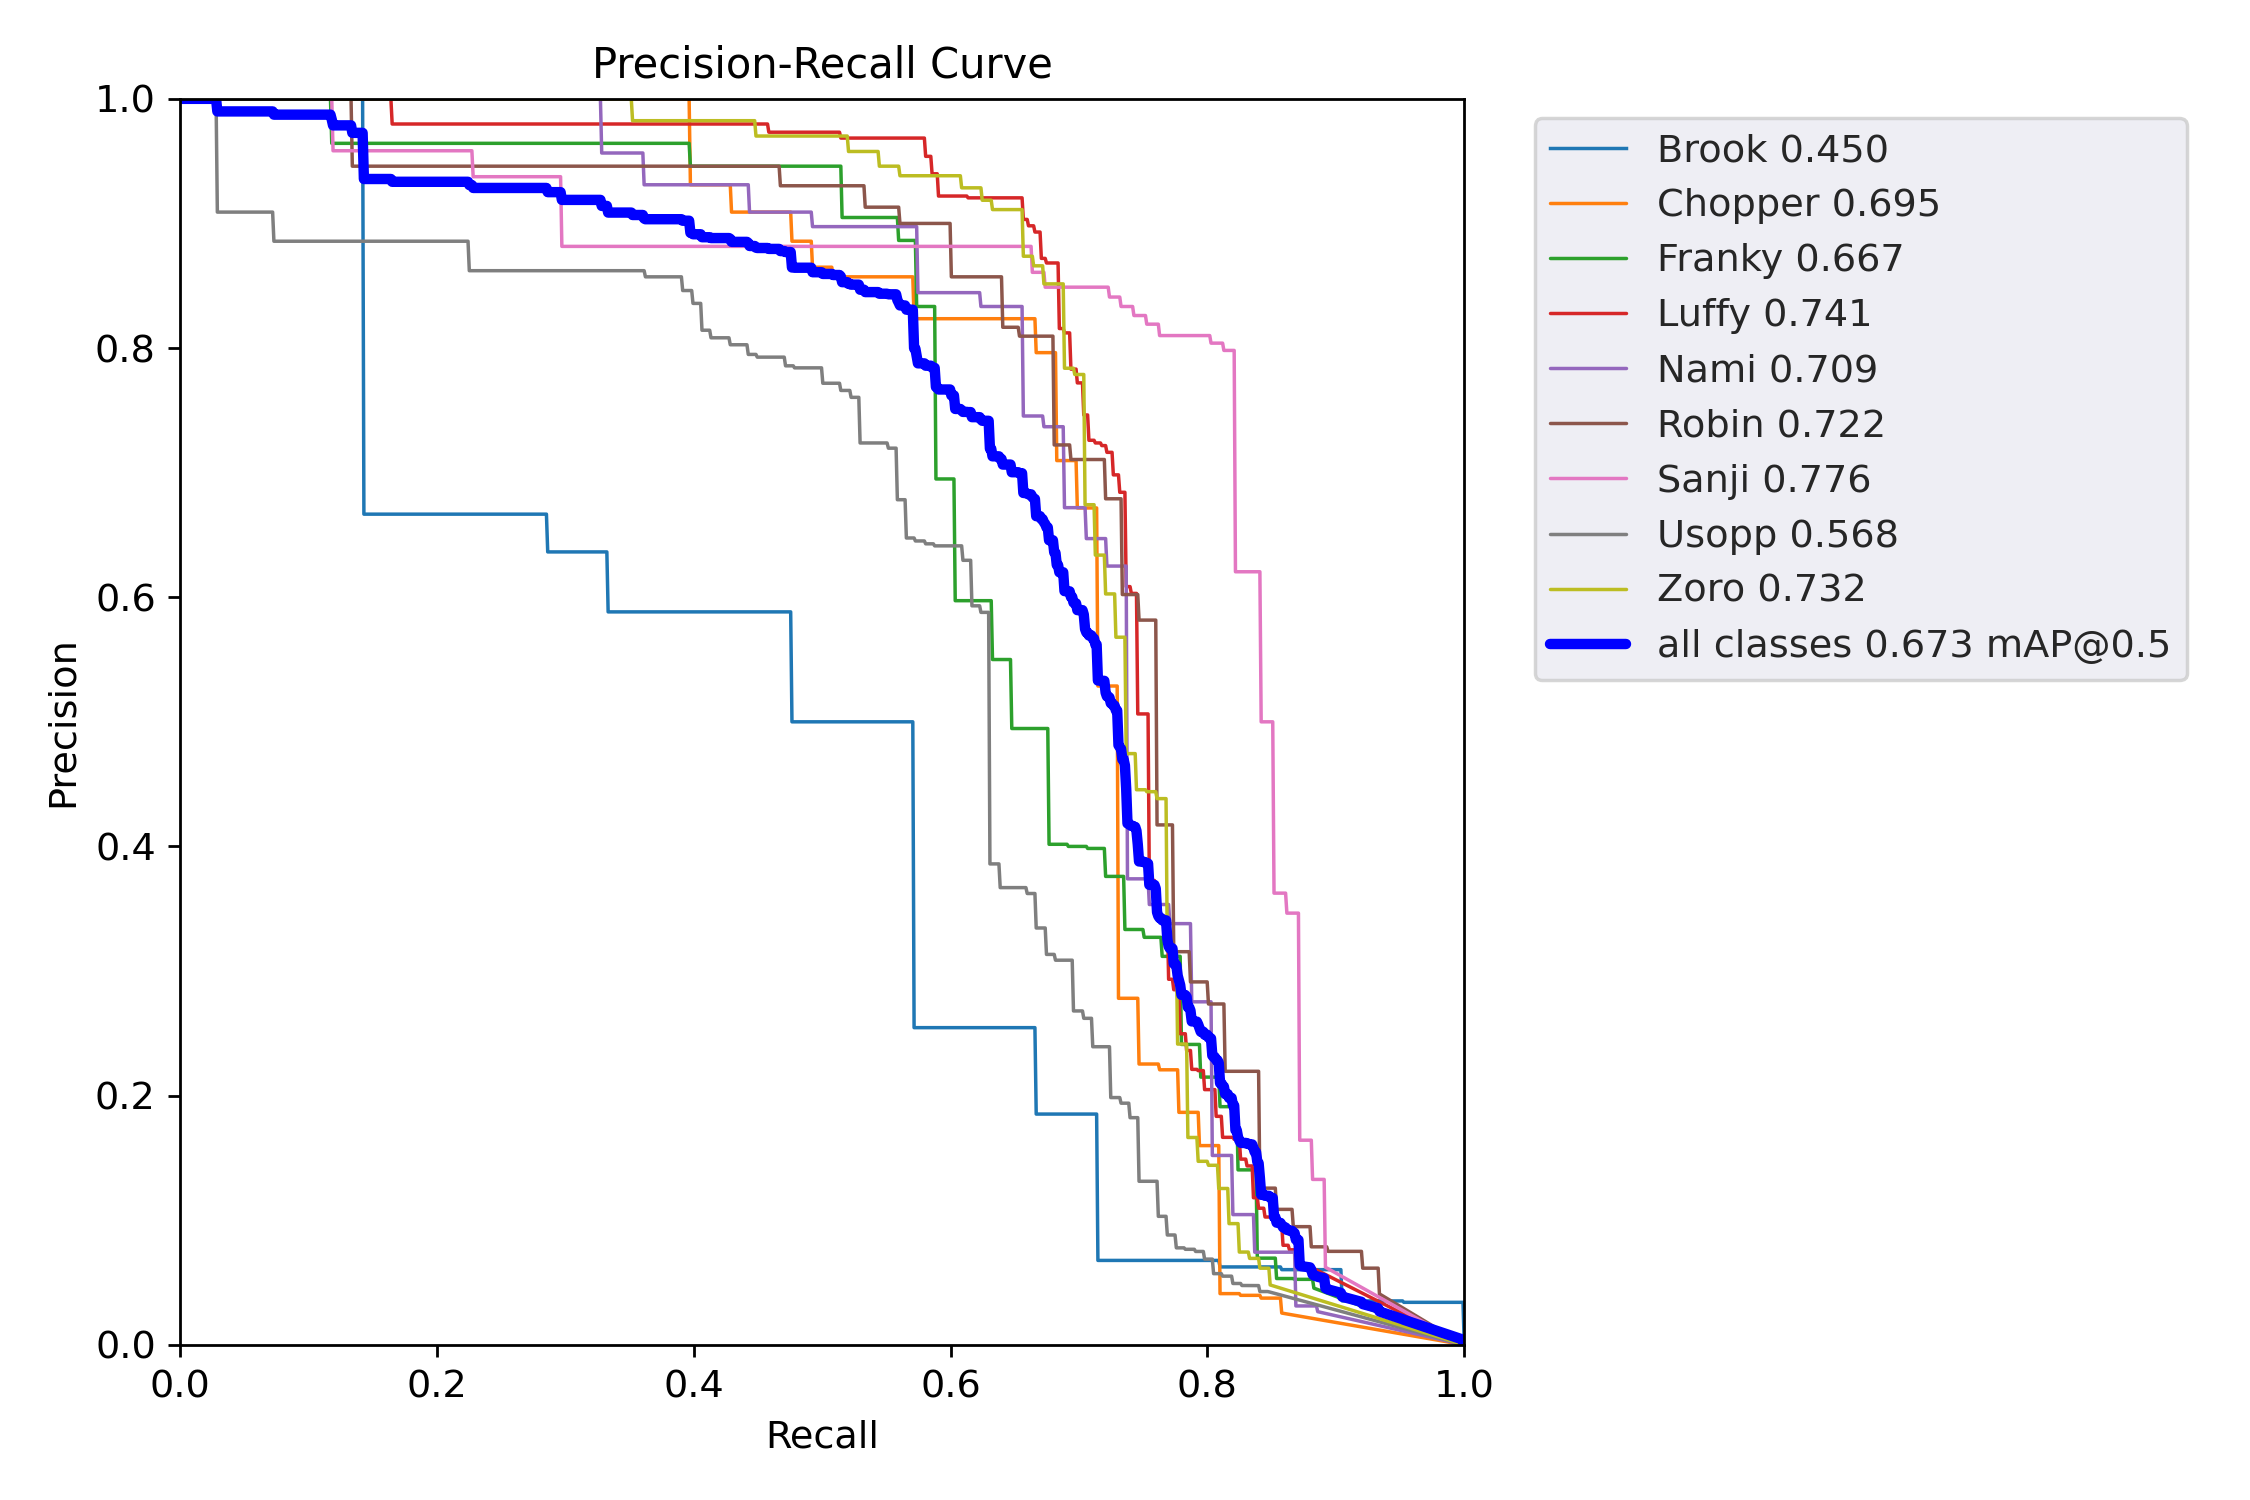 Precision-Recall Curve
1.0
0.8
0.6
0.4
0.2
0.0
Precision
0.0 0.2 0.4 0.6 0.8 1.0
Recall
Brook 0.450
Chopper 0.695
Franky 0.667
Luffy 0.741
Nami 0.709
Robin 0.722
Sanji 0.776
Usopp 0.568
Zoro 0.732
all classes 0.673 mAP@0.5